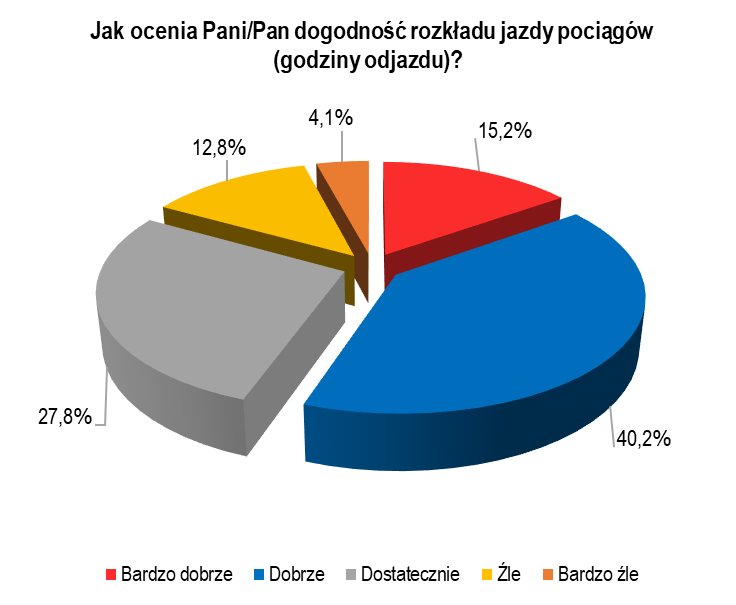 Jak ocenia Pani/Pan dogodność rozkładu jazdy pociągów
(godziny odjazdu)?
4,1%
15,2%
12,8%
27,8%
40,2%
Bardzo dobrze Dobrze Dostatecznie Źle Bardzo źle